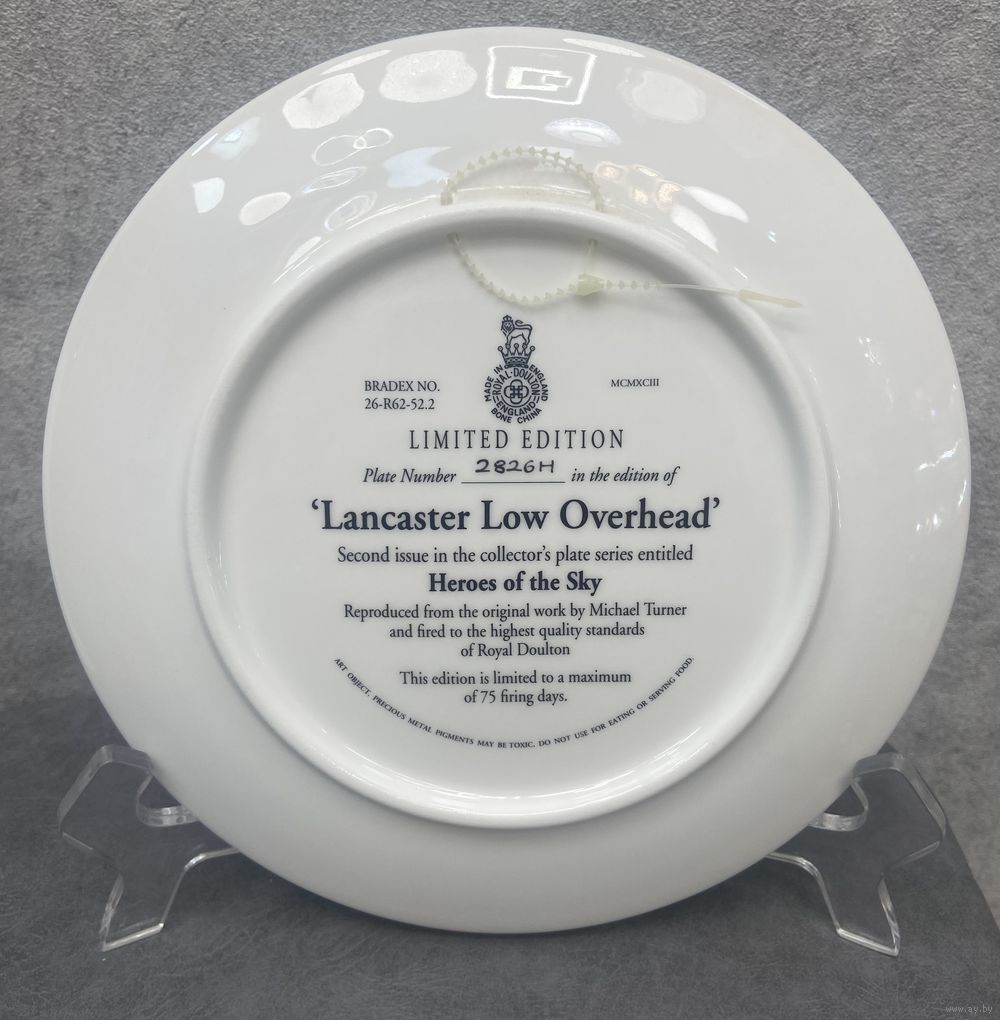 MADE IN ENGLAND
ROYAL · DOULTON
ENGLAND
BONE CHINA
BRADEX NO.
26-R62-52.2
MCMXCIII
LIMITED EDITION
Plate Number 2826H in the edition of
‘Lancaster Low Overhead’
Second issue in the collector’s plate series entitled
Heroes of the Sky
Reproduced from the original work by Michael Turner
and fired to the highest quality standards
of Royal Doulton
This edition is limited to a maximum
of 75 firing days.
ART OBJECT, PRECIOUS METAL PIGMENTS MAY BE TOXIC. DO NOT USE FOR EATING OR SERVING FOOD.
www.ay.by